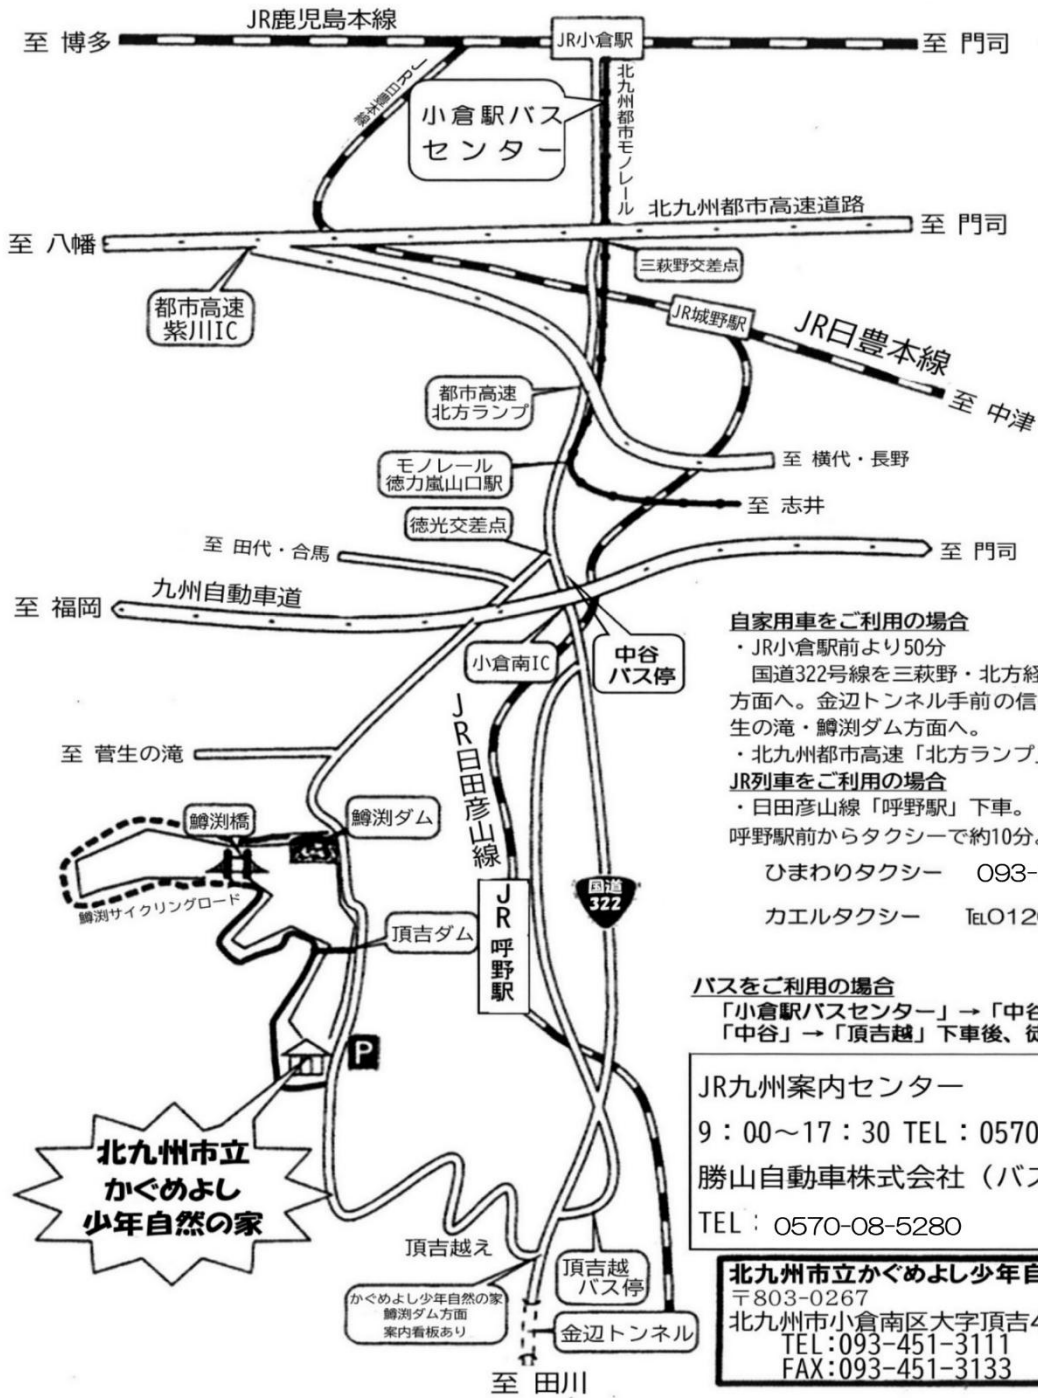 JR鹿児島本線
至 博多
JR小倉駅
至 門司
JR日豊本線
北九州都市モノレール
小倉駅バス
センター
北九州都市高速道路
至 門司
至 八幡
三萩野交差点
都市高速
紫川IC
JR城野駅
JR日豊本線
至 中津
都市高速
北方ランプ
モノレール
徳力嵐山口駅
至 横代・長野
至 志井
徳光交差点
至 田代・合馬
至 門司
九州自動車道
至 福岡
小倉南IC
中谷
バス停
JR日田彦山線
至 菅生の滝
鱒渕橋
鱒渕ダム
鱒渕サイクリングロード
頂吉ダム
JR 呼野駅
国道
322
P
北九州市立
かぐめよし
少年自然の家
頂吉越え
頂吉越
バス停
かぐめよし少年自然の家
鱒渕ダム方面
案内看板あり
金辺トンネル
至 田川
自家用車をご利用の場合
・JR小倉駅前より50分
国道322号線を三萩野・北方経
方面へ。金辺トンネル手前の信
生の滝・鱒渕ダム方面へ。
・北九州都市高速「北方ランプ」
JR列車をご利用の場合
・日田彦山線「呼野駅」下車。
呼野駅前からタクシーで約10分。
ひまわりタクシー 093-
カエルタクシー ℡012
バスをご利用の場合
「小倉駅バスセンター」→「中谷
「中谷」→「頂吉越」下車後、徒
JR九州案内センター
9：00～17：30 TEL：0570
勝山自動車株式会社（バス
TEL：0570-08-5280
北九州市立かぐめよし少年自
〒803-0267
北九州市小倉南区大字頂吉4
TEL:093-451-3111
FAX:093-451-3133